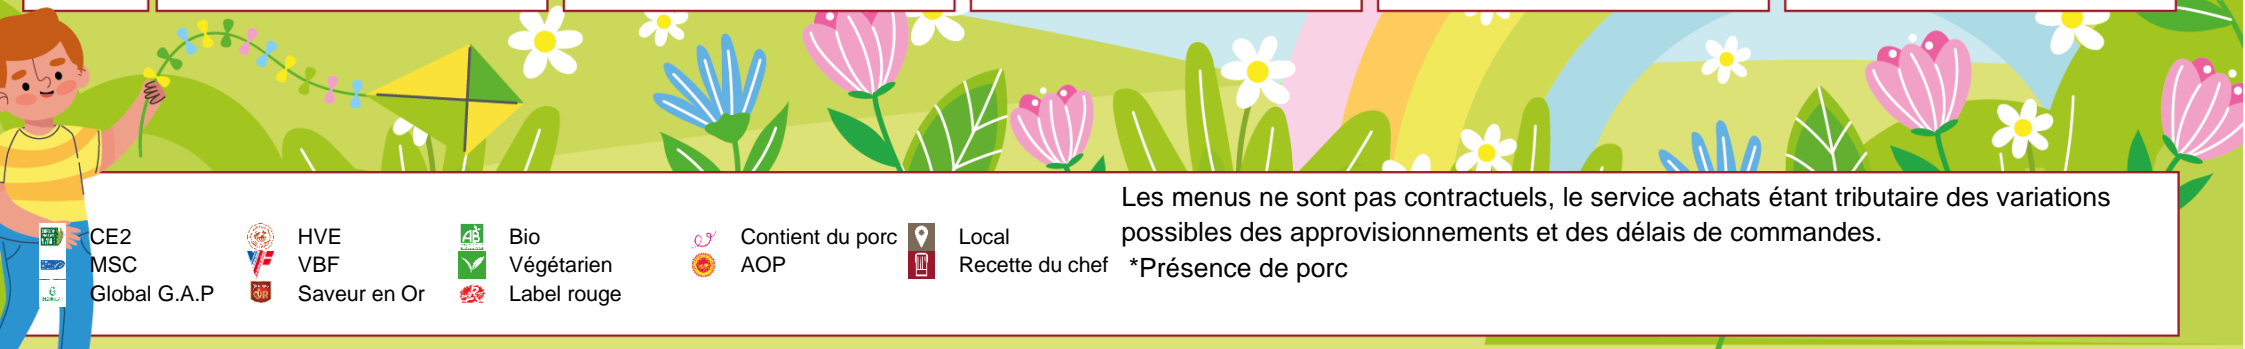 CE2
MSC
Global G.A.P
HVE
VBF
Saveur en Or
Bio
Végétarien
Label rouge
Contient du porc
AOP
Local
Recette du chef
Les menus ne sont pas contractuels, le service achats étant tributaire des variations
possibles des approvisionnements et des délais de commandes.
*Présence de porc